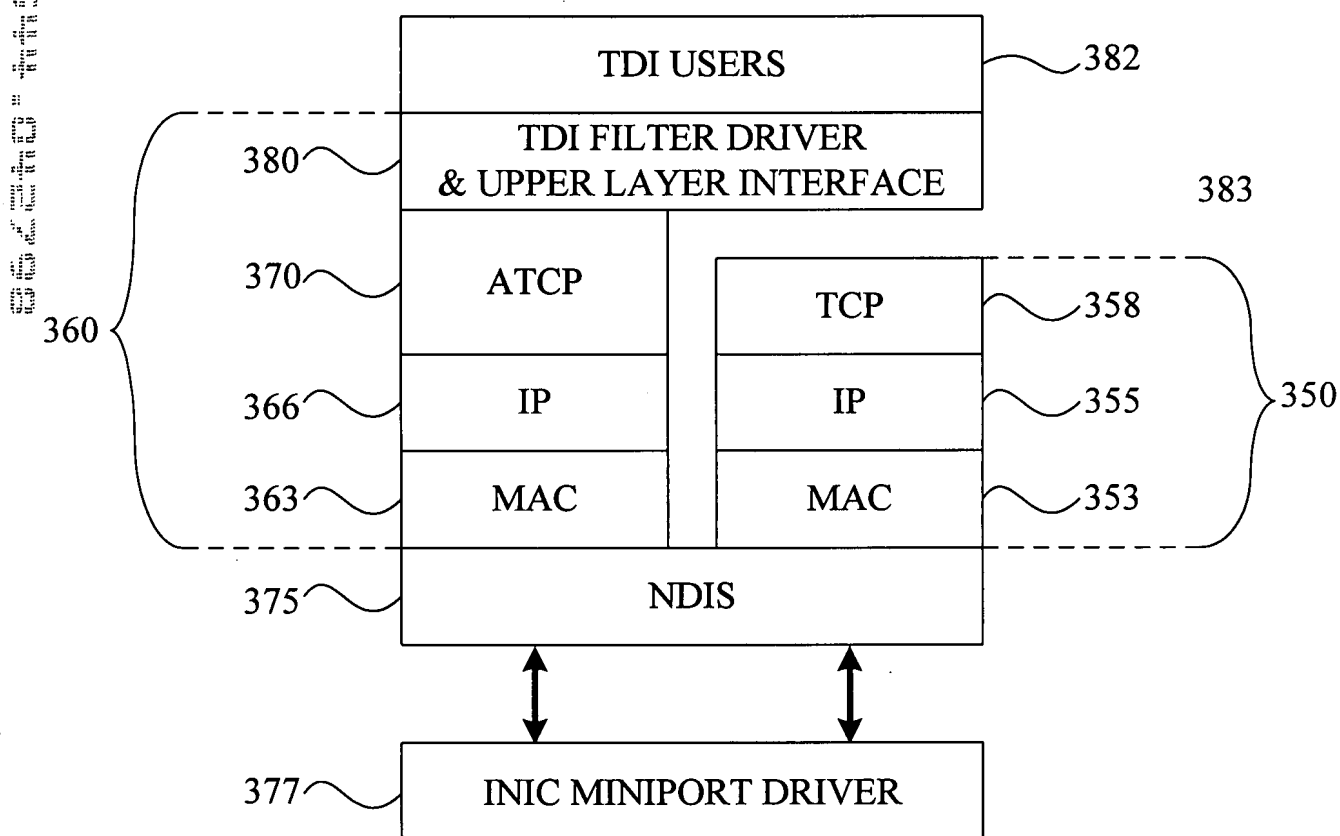 TDI USERS
382
380
TDI FILTER DRIVER
& UPPER LAYER INTERFACE
383
370
ATCP
TCP
358
360
366
IP
IP
355
350
363
MAC
MAC
353
375
NDIS
377
INIC MINIPORT DRIVER